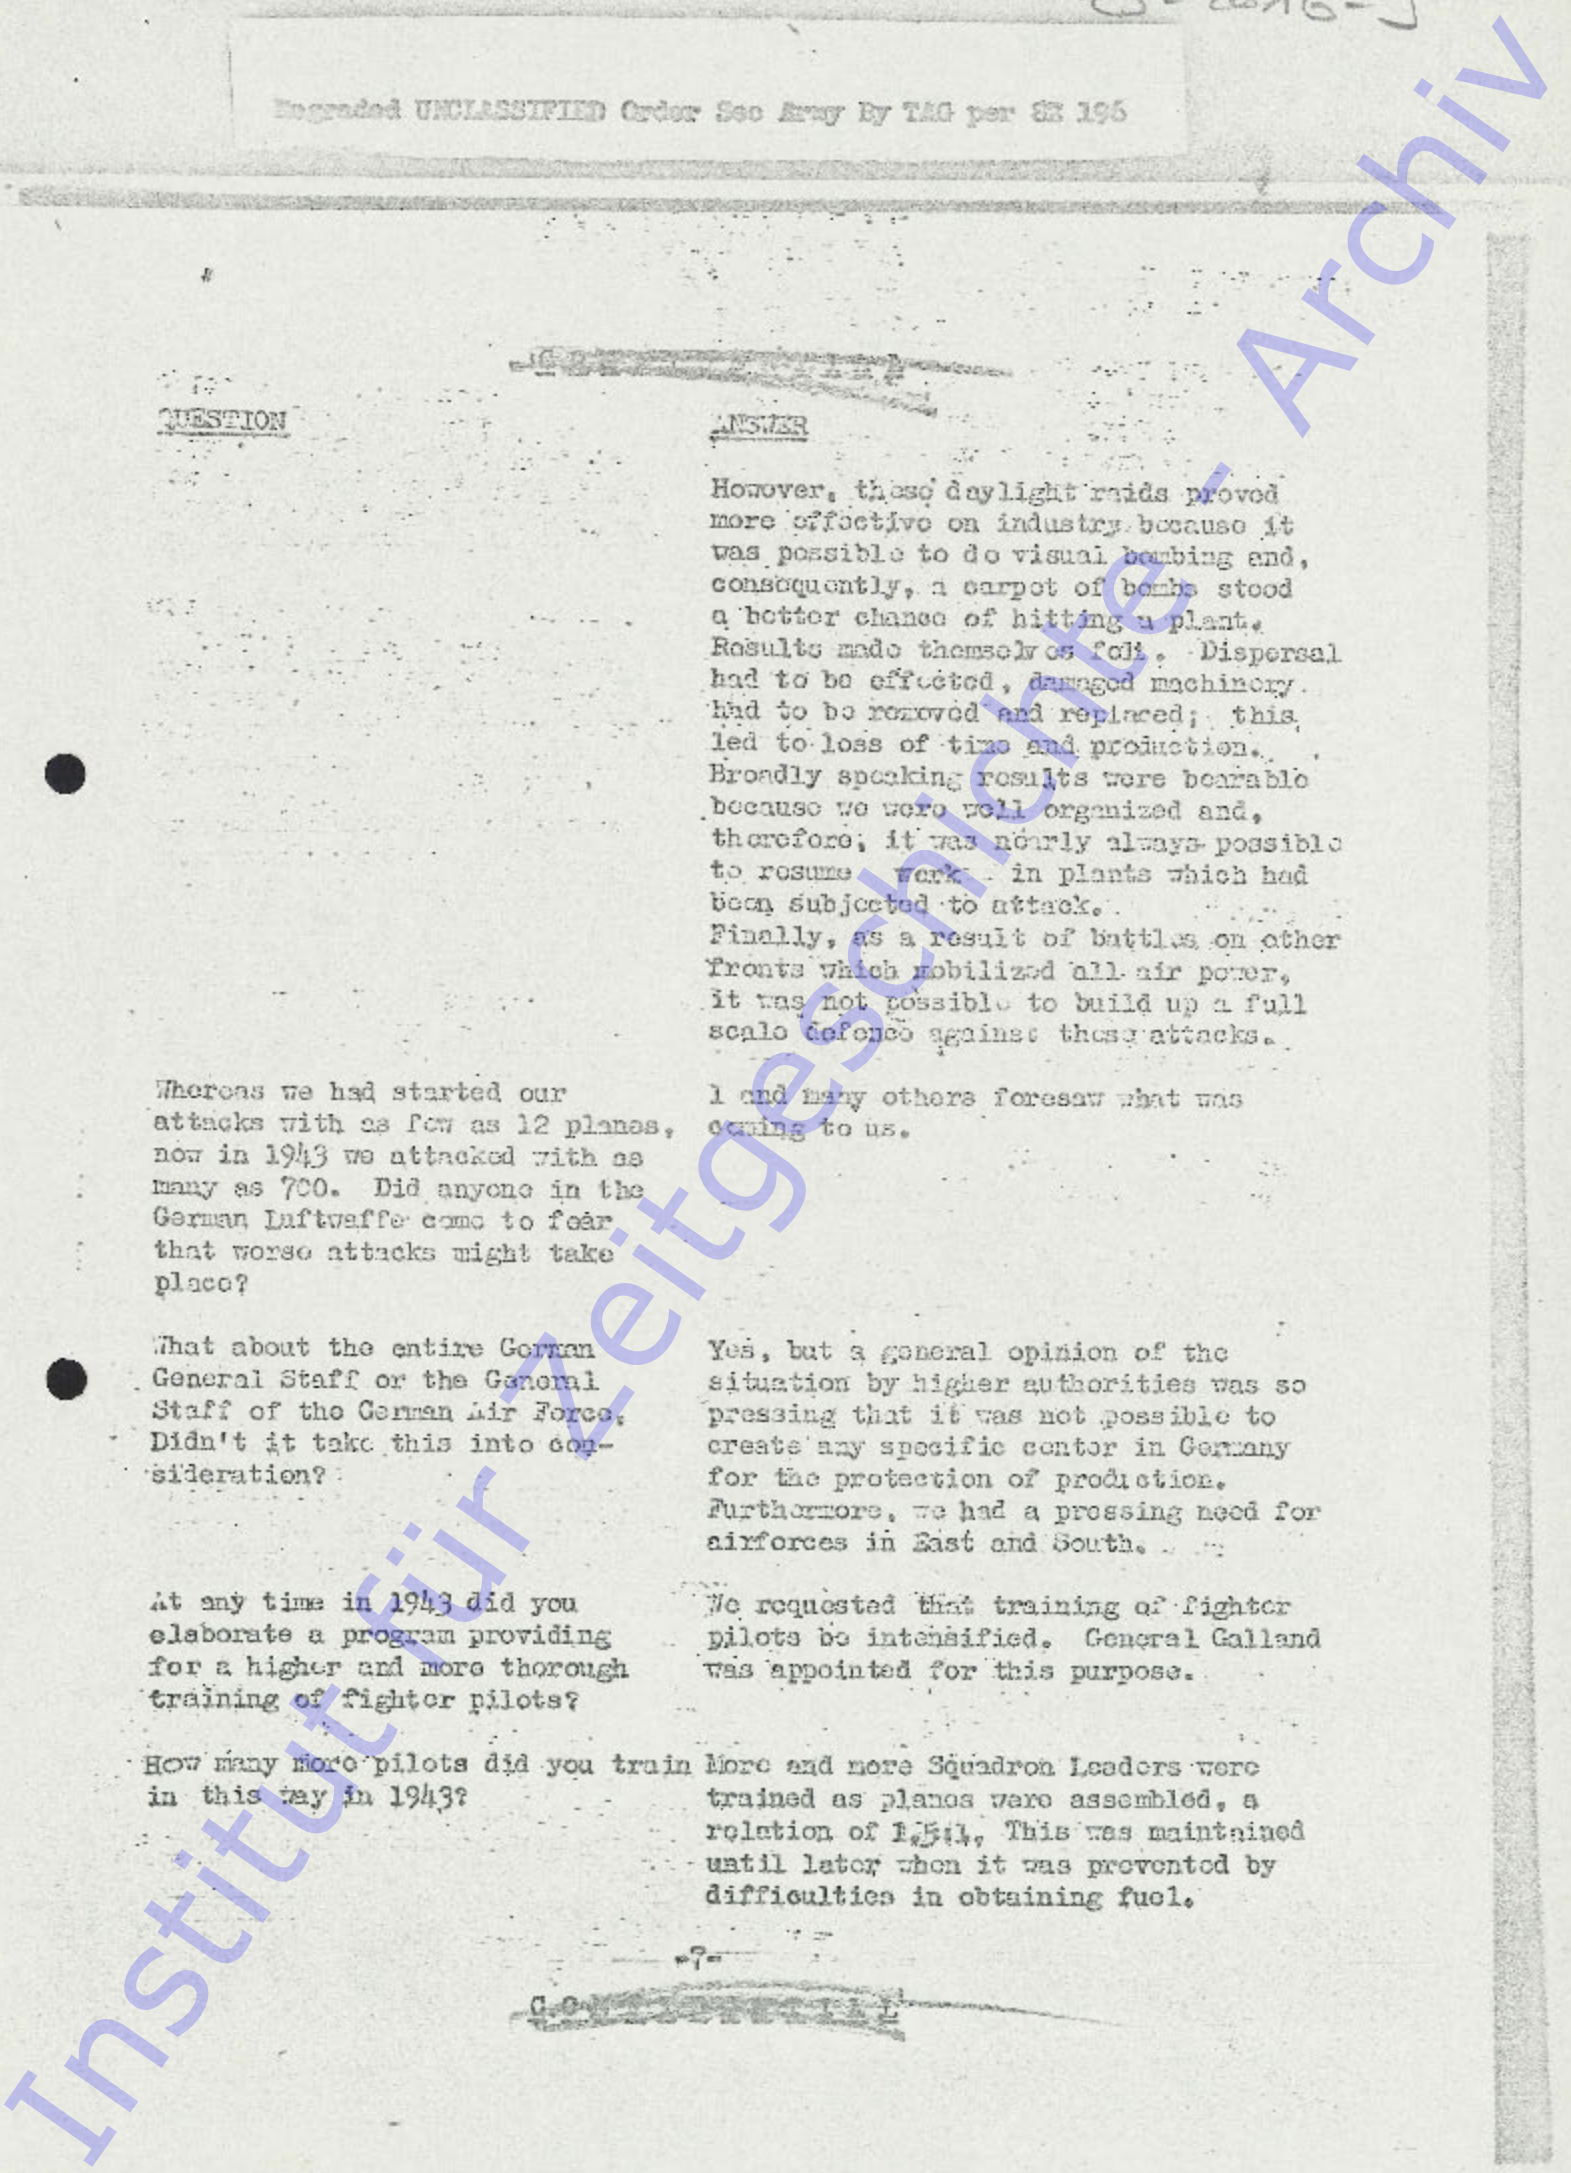 Regraded UNCLASSIFIED Order Sec Army By TAG per
QUESTION
ANSWER
However, these daylight raids proved
more effective on industry because it
was possible to do visual bombing and,
consequently, a carpet of bombs stood
a better chance of hitting a plant.
Results made themselves felt. Dispersal
had to be effected, damaged machinery
had to be removed and replaced; this
led to loss of time and production.
Broadly speaking results were bearable
because we were well organized and,
therefore, it was nearly always possible
to resume work in plants which had
been subjected to attack.
Finally, as a result of battles on other
fronts which mobilized all air power,
it was not possible to build up a full
scale defence against these attacks.
Whereas we had started our
attacks with as few as 12 planes,
now in 1943 we attacked with as
many as 700. Did anyone in the
German Luftwaffe come to fear
that worse attacks might take
place?
I and many others foresaw what was
coming to us.
What about the entire German
General Staff or the General
Staff of the German Air Force,
Didn't it take this into con-
sideration?
Yes, but a general opinion of the
situation by higher authorities was so
pressing that it was not possible to
create any specific center in Germany
for the protection of production.
Furthermore, we had a pressing need for
airforces in East and South.
At any time in 1943 did you
elaborate a program providing
for a higher and more thorough
training of fighter pilots?
We requested that training of fighter
pilots be intensified. General Galland
was appointed for this purpose.
How many more pilots did you train
in this way in 1943?
More and more Squadron Leaders were
trained as planes were assembled, a
relation of 1.5:1. This was maintained
until later when it was prevented by
difficulties in obtaining fuel.
-7-
CONFIDENTIAL
Institut für Zeitgeschichte - Archiv